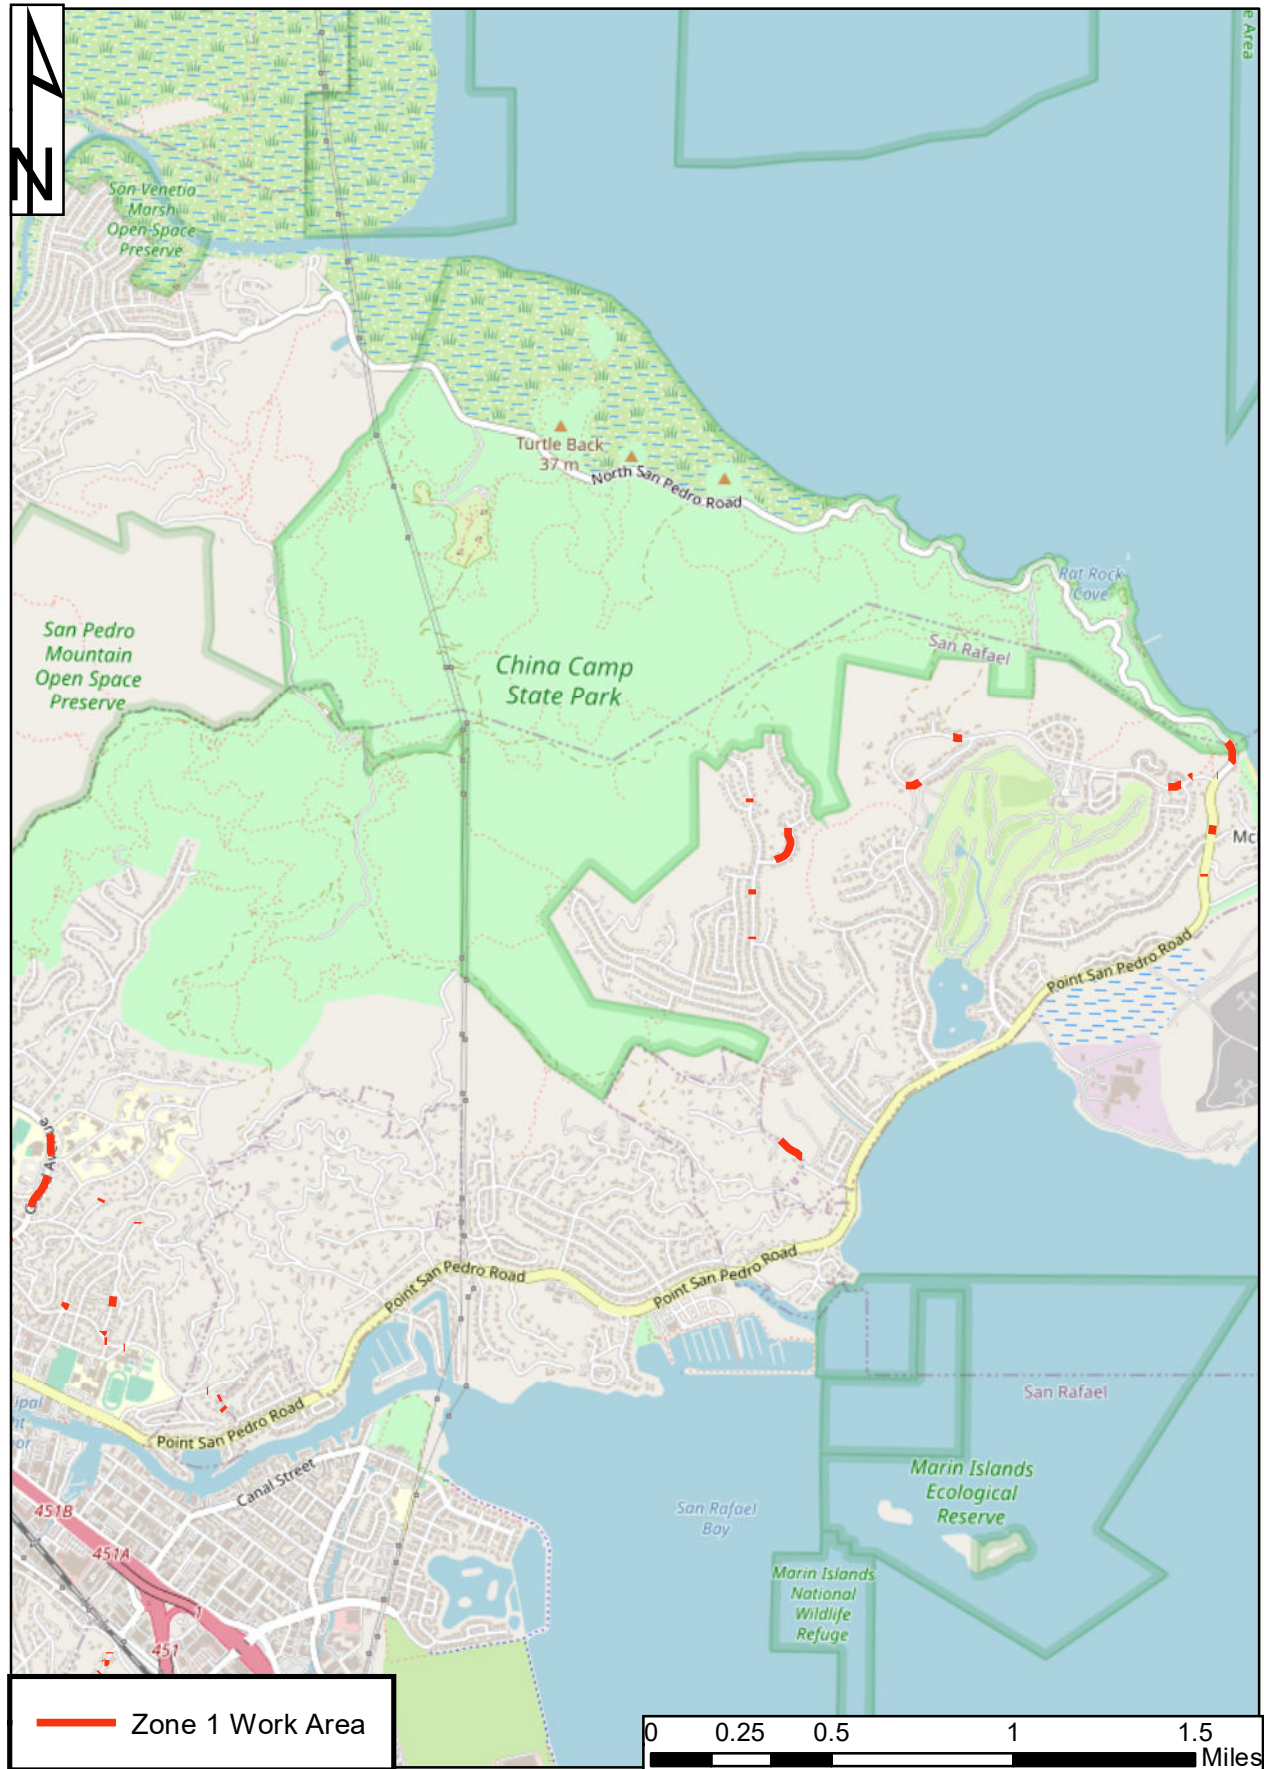 e Area
N
San Venetia
Marsh
Open Space
Preserve
Turtle Back
37 m
North San Pedro Road
Rat Rock
Cove
San Pedro
Mountain
Open Space
Preserve
San Rafael
China Camp
State Park
Mc
Point San Pedro Road
Point San Pedro Road
Point San Pedro Road
San Rafael
ipal
Point San Pedro Road
Canal Street
Marin Islands
Ecological
Reserve
San Rafael
Bay
451B
451A
Marin Islands
National
Wildlife
Refuge
451
Zone 1 Work Area
0 0.25 0.5 1 1.5
Miles